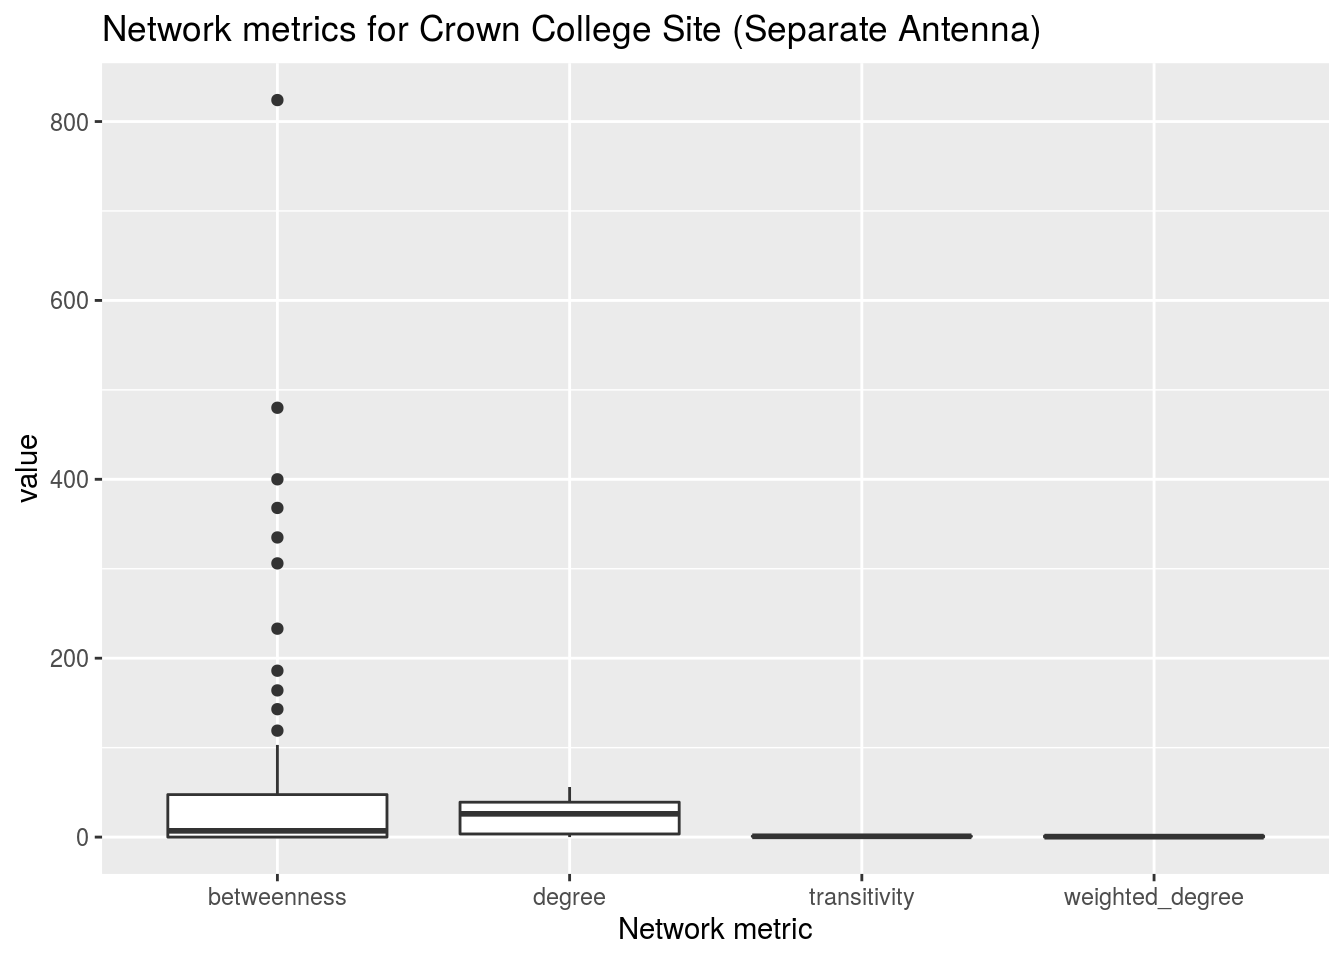 Network metrics for Crown College Site (Separate Antenna)
800
600
400
200
0
value
betweenness degree transitivity weighted_degree
Network metric